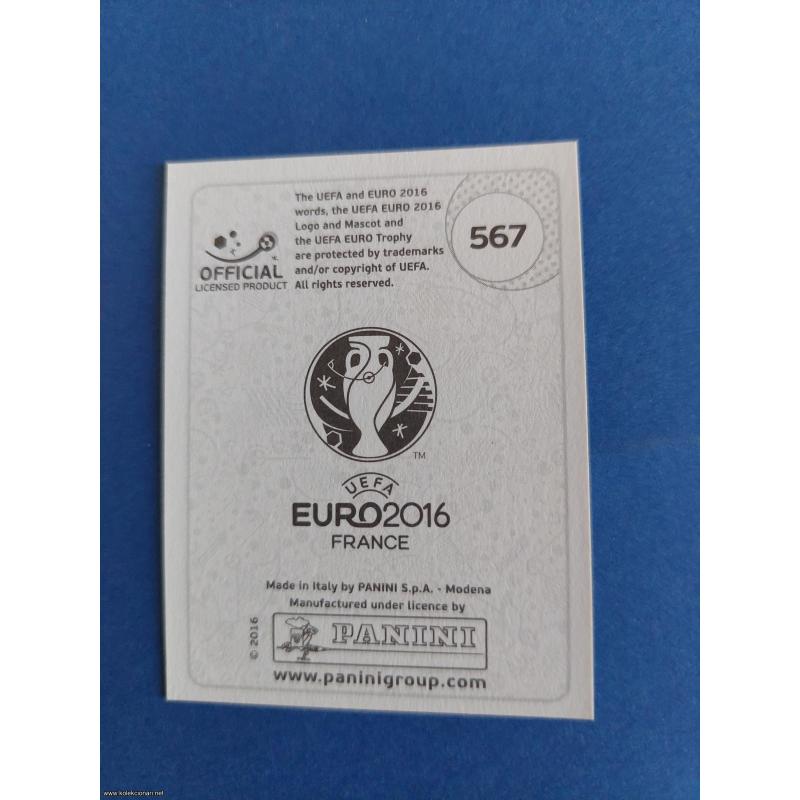 The UEFA and EURO 2016
words, the UEFA EURO 2016
Logo and Mascot and
the UEFA EURO Trophy
are protected by trademarks
and/or copyright of UEFA.
All rights reserved.
OFFICIAL
LICENSED PRODUCT
567
TM
UEFA
EURO2016
FRANCE
Made in Italy by PANINI S.p.A. - Modena
Manufactured under licence by
© 2016
PANINI
www.paninigroup.com
www.kolekcionari.net